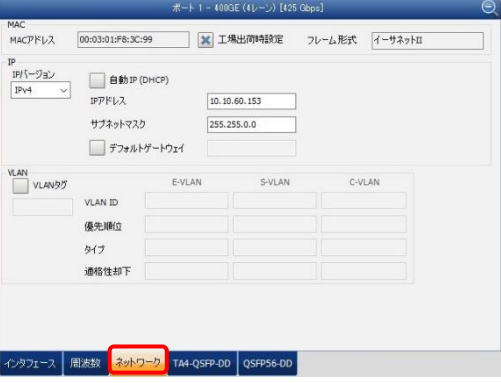 ポート 1 - 400GE (4レーン) [425 Gbps]
MAC
MACアドレス 00:03:01:F8:3C:99 工場出荷時設定 フレーム形式 イーサネットII
IP
IPバージョン
IPv4
自動 IP (DHCP)
IPアドレス 10.10.60.153
サブネットマスク 255.255.0.0
デフォルトゲートウェイ
VLAN
VLANタグ E-VLAN S-VLAN C-VLAN
VLAN ID
優先順位
タイプ
適格性却下
インタフェース 周波数 ネットワーク TA4-QSFP-DD QSFP56-DD